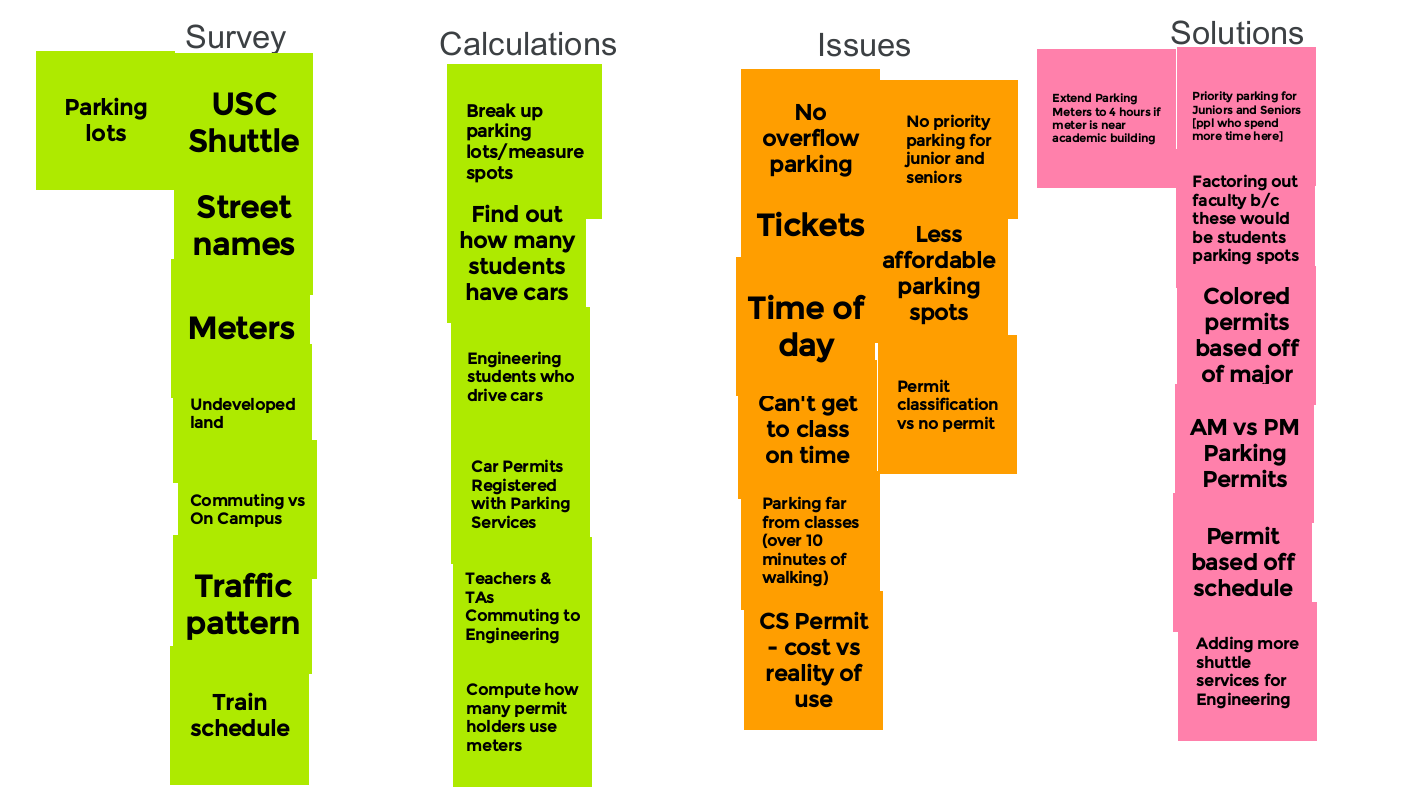 Survey
Parking
lots
USC
Shuttle
Street
names
Meters
Undeveloped
land
Commuting vs
On Campus
Traffic
pattern
Train
schedule
Calculations
Break up
parking
lots/measure
spots
Find out
how many
students
have cars
Engineering
students who
drive cars
Car Permits
Registered
with Parking
Services
Teachers &
TAs
Commuting to
Engineering
Compute how
many permit
holders use
meters
Issues
No
overflow
parking
Tickets
Time of
day
Can't get
to class
on time
Parking far
from classes
(over 10
minutes of
walking)
CS Permit
- cost vs
reality of
use
No priority
parking for
junior and
seniors
Less
affordable
parking
spots
Permit
classification
vs no permit
Solutions
Extend Parking
Meters to 4 hours if
meter is near
academic building
Priority parking for
Juniors and Seniors
[ppl who spend
more time here]
Factoring out
faculty b/c
these would
be students
parking spots
Colored
permits
based off
of major
AM vs PM
Parking
Permits
Permit
based off
schedule
Adding more
shuttle
services for
Engineering